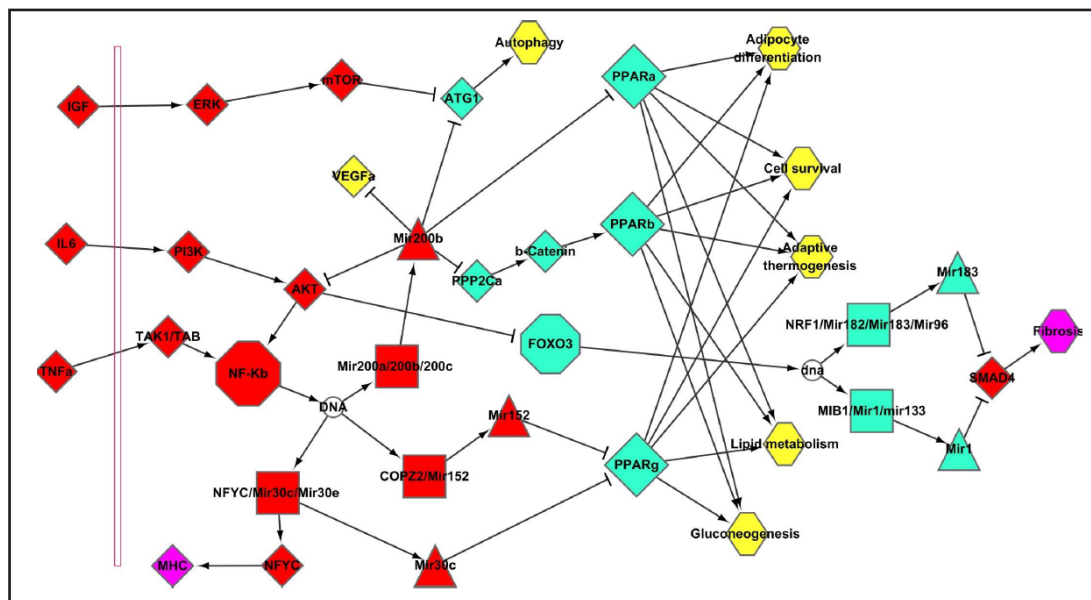 Autophagy
Adipocyte
differentiation
mTOR
PPARa
IGF
ERK
ATG1
VEGFa
Cell survival
IL6
PI3K
Mir200b
PPARb
b-Catenin
PPP2Ca
Adaptive
thermogenesis
Mir183
AKT
NRF1/Mir182/Mir183/Mir96
Fibrosis
TAK1/TAB
FOXO3
TNFa
NF-Kb
Mir200a/200b/200c
dna
SMAD4
DNA
MIB1/Mir1/mir133
Mir152
Lipid metabolism
Mir1
PPARg
COPZ2/Mir152
NFYC/Mir30c/Mir30e
Gluconeogenesis
MHC
NFYC
Mir30c